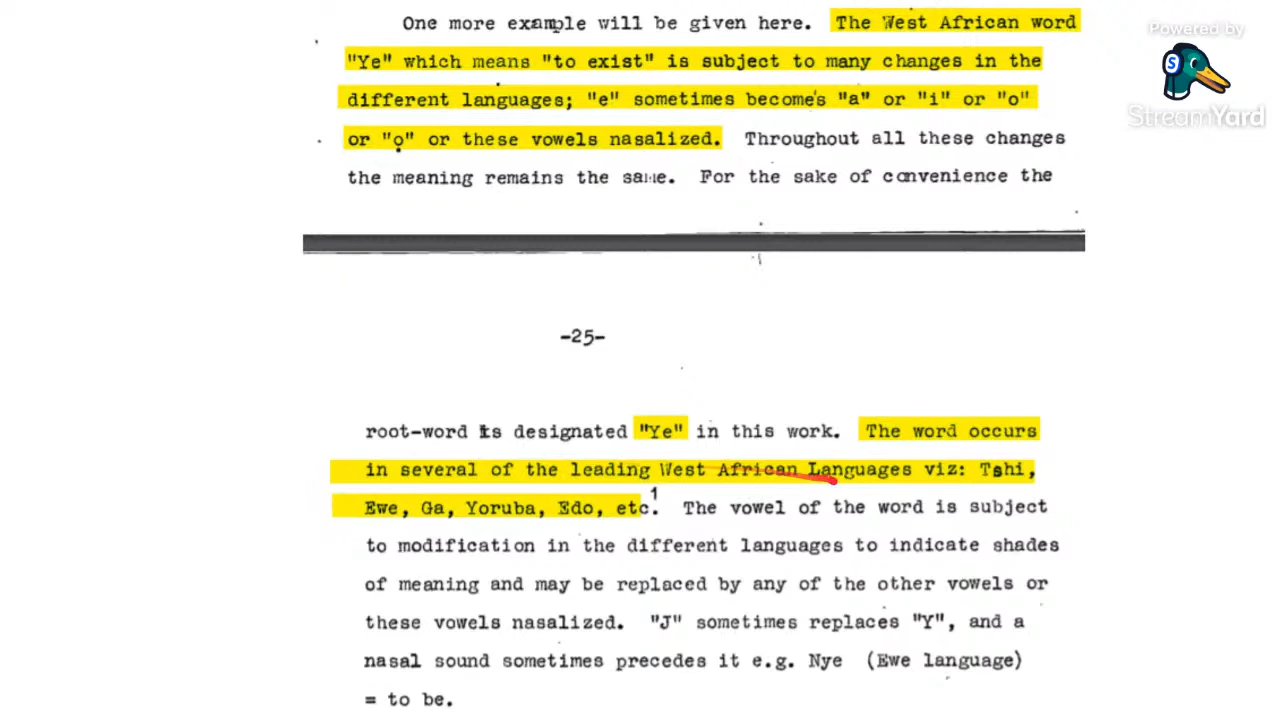 One more example will be given here. The West African word
"Ye" which means "to exist" is subject to many changes in the
different languages; "e" sometimes become's "a" or "i" or "o"
or "ọ" or these vowels nasalized. Throughout all these changes
the meaning remains the same. For the sake of convenience the
-25-
root-word is designated "Ye" in this work. The word occurs
in several of the leading West African Languages viz: Tshi,
Ewe, Ga, Yoruba, Edo, etc.¹ The vowel of the word is subject
to modification in the different languages to indicate shades
of meaning and may be replaced by any of the other vowels or
these vowels nasalized. "J" sometimes replaces "Y", and a
nasal sound sometimes precedes it e.g. Nye (Ewe language)
= to be.
Powered by
S
StreamYard